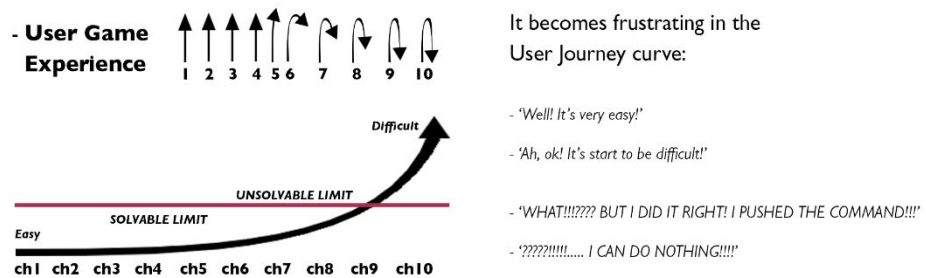 - User Game
Experience
1 2 3 4 5 6 7 8 9 10
Difficult
UNSOLVABLE LIMIT
SOLVABLE LIMIT
Easy
ch1 ch2 ch3 ch4 ch5 ch6 ch7 ch8 ch9 ch10
It becomes frustrating in the
User Journey curve:
- ‘Well! It’s very easy!’
- ‘Ah, ok! It’s start to be difficult!’
- ‘WHAT!!!???? BUT I DID IT RIGHT! I PUSHED THE COMMAND!!!’
- ‘?????!!!!!..... I CAN DO NOTHING!!!!’